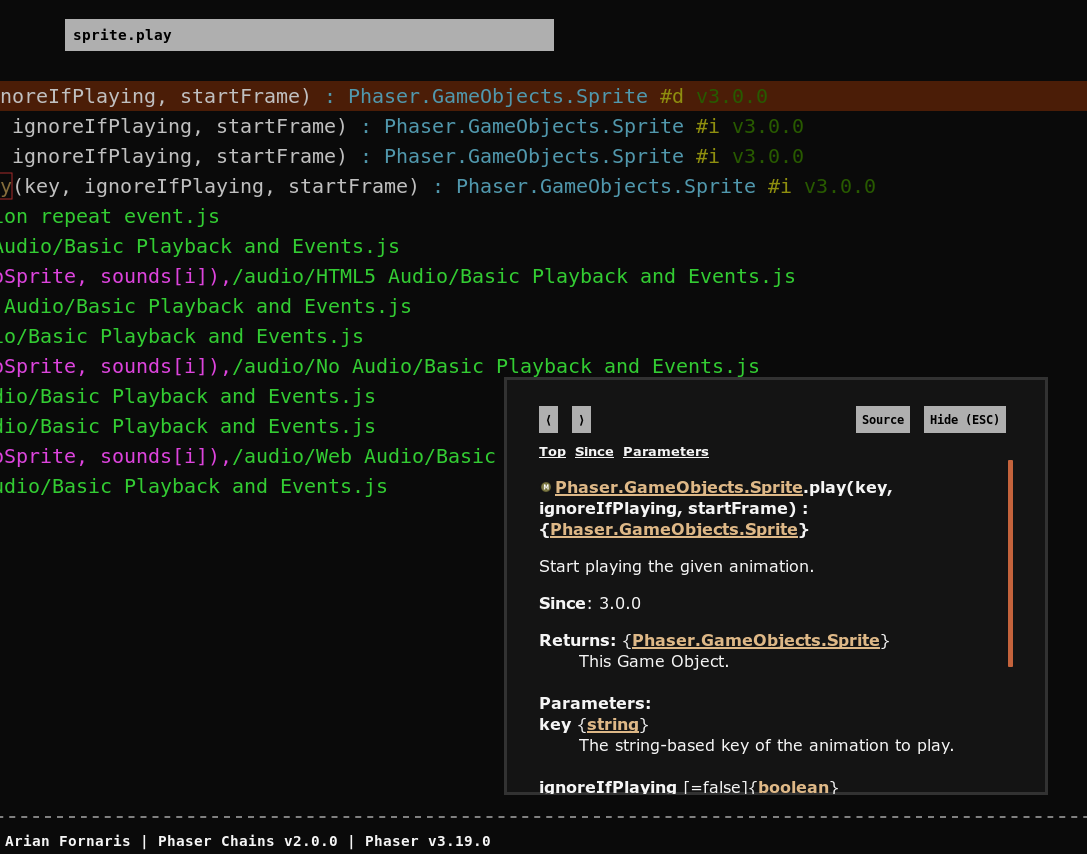 sprite.play
noreIfPlaying, startFrame) : Phaser.GameObjects.Sprite #d v3.0.0
ignoreIfPlaying, startFrame) : Phaser.GameObjects.Sprite #i v3.0.0
ignoreIfPlaying, startFrame) : Phaser.GameObjects.Sprite #i v3.0.0
y(key, ignoreIfPlaying, startFrame) : Phaser.GameObjects.Sprite #i v3.0.0
ion repeat event.js
Audio/Basic Playback and Events.js
oSprite, sounds[i]),/audio/HTML5 Audio/Basic Playback and Events.js
Audio/Basic Playback and Events.js
io/Basic Playback and Events.js
oSprite, sounds[i]),/audio/No Audio/Basic Playback and Events.js
dio/Basic Playback and Events.js
dio/Basic Playback and Events.js
oSprite, sounds[i]),/audio/Web Audio/Basic
udio/Basic Playback and Events.js
⟨ ⟩ Source Hide (ESC)
Top Since Parameters
M Phaser.GameObjects.Sprite.play(key,
ignoreIfPlaying, startFrame) :
{Phaser.GameObjects.Sprite}
Start playing the given animation.
Since: 3.0.0
Returns: {Phaser.GameObjects.Sprite}
This Game Object.
Parameters:
key {string}
The string-based key of the animation to play.
ignoreIfPlaying [=false]{boolean}
Arian Fornaris | Phaser Chains v2.0.0 | Phaser v3.19.0